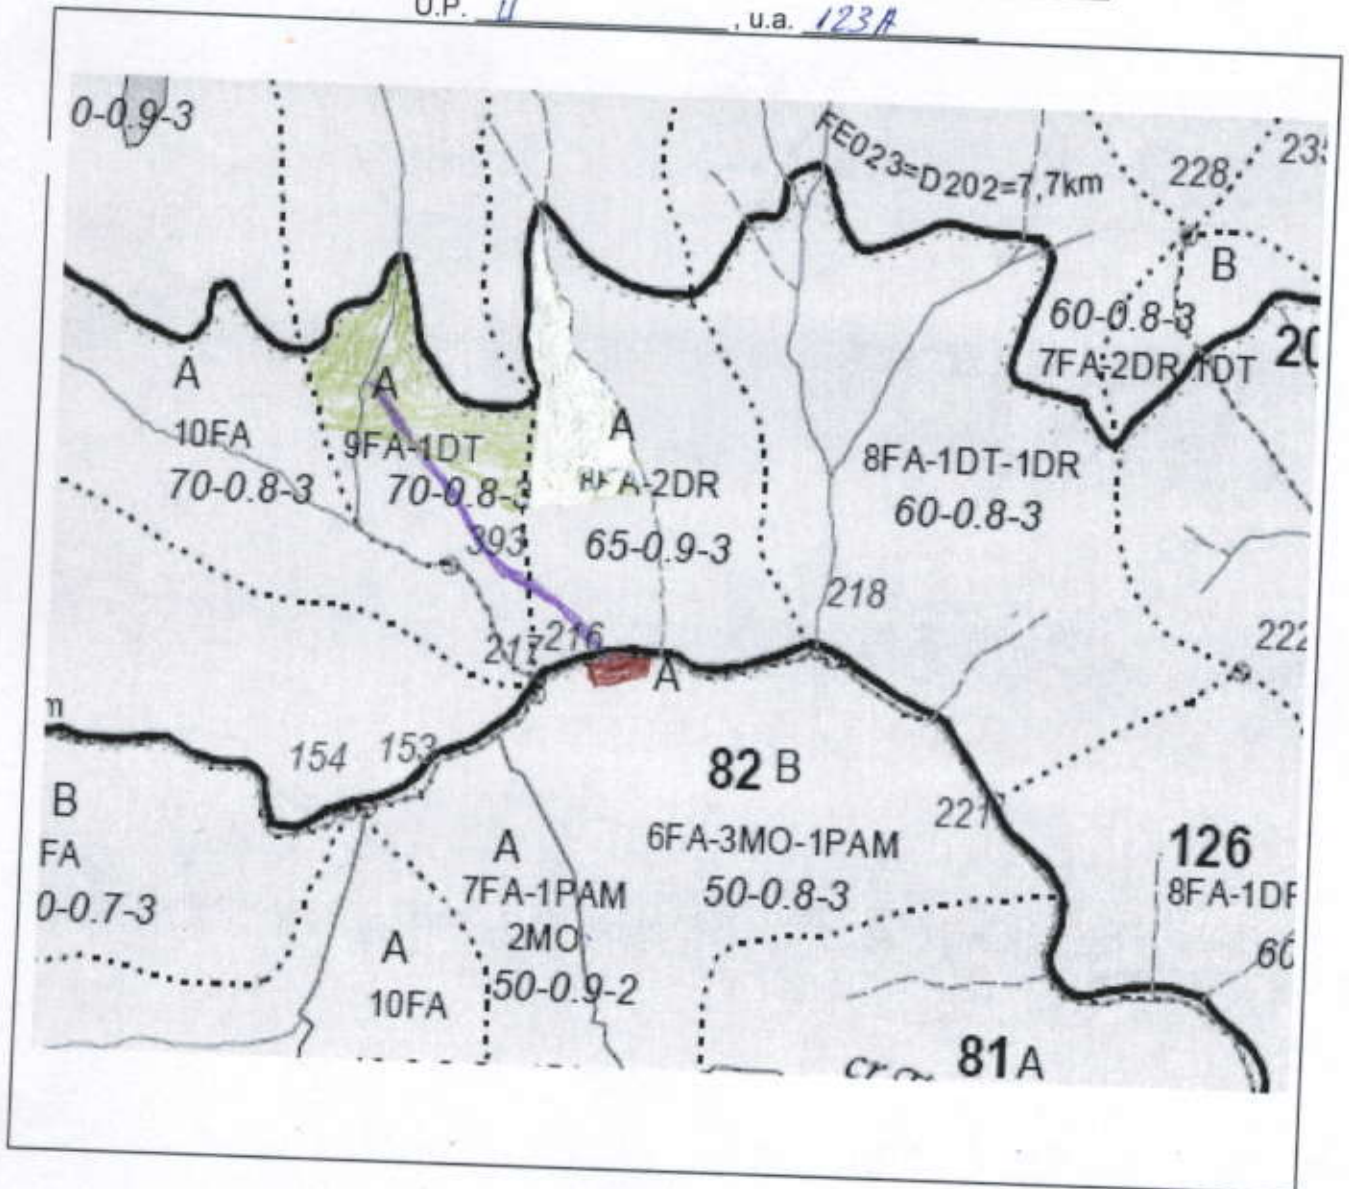 U.P. II, u.a. 123A
0-0.9-3
FE023=D202=7,7km
228
B
60-0.8-3
7FA-2DR-1DT
20
A
10FA
70-0.8-3
A
9FA-1DT
70-0.8-3
393
A
8FA-2DR
65-0.9-3
8FA-1DT-1DR
60-0.8-3
218
217
216
222
A
m
154
153
82 B
6FA-3MO-1PAM
50-0.8-3
221
126
8FA-1DR
60
B
FA
0-0.7-3
A
7FA-1PAM
2MO
50-0.9-2
A
10FA
81A